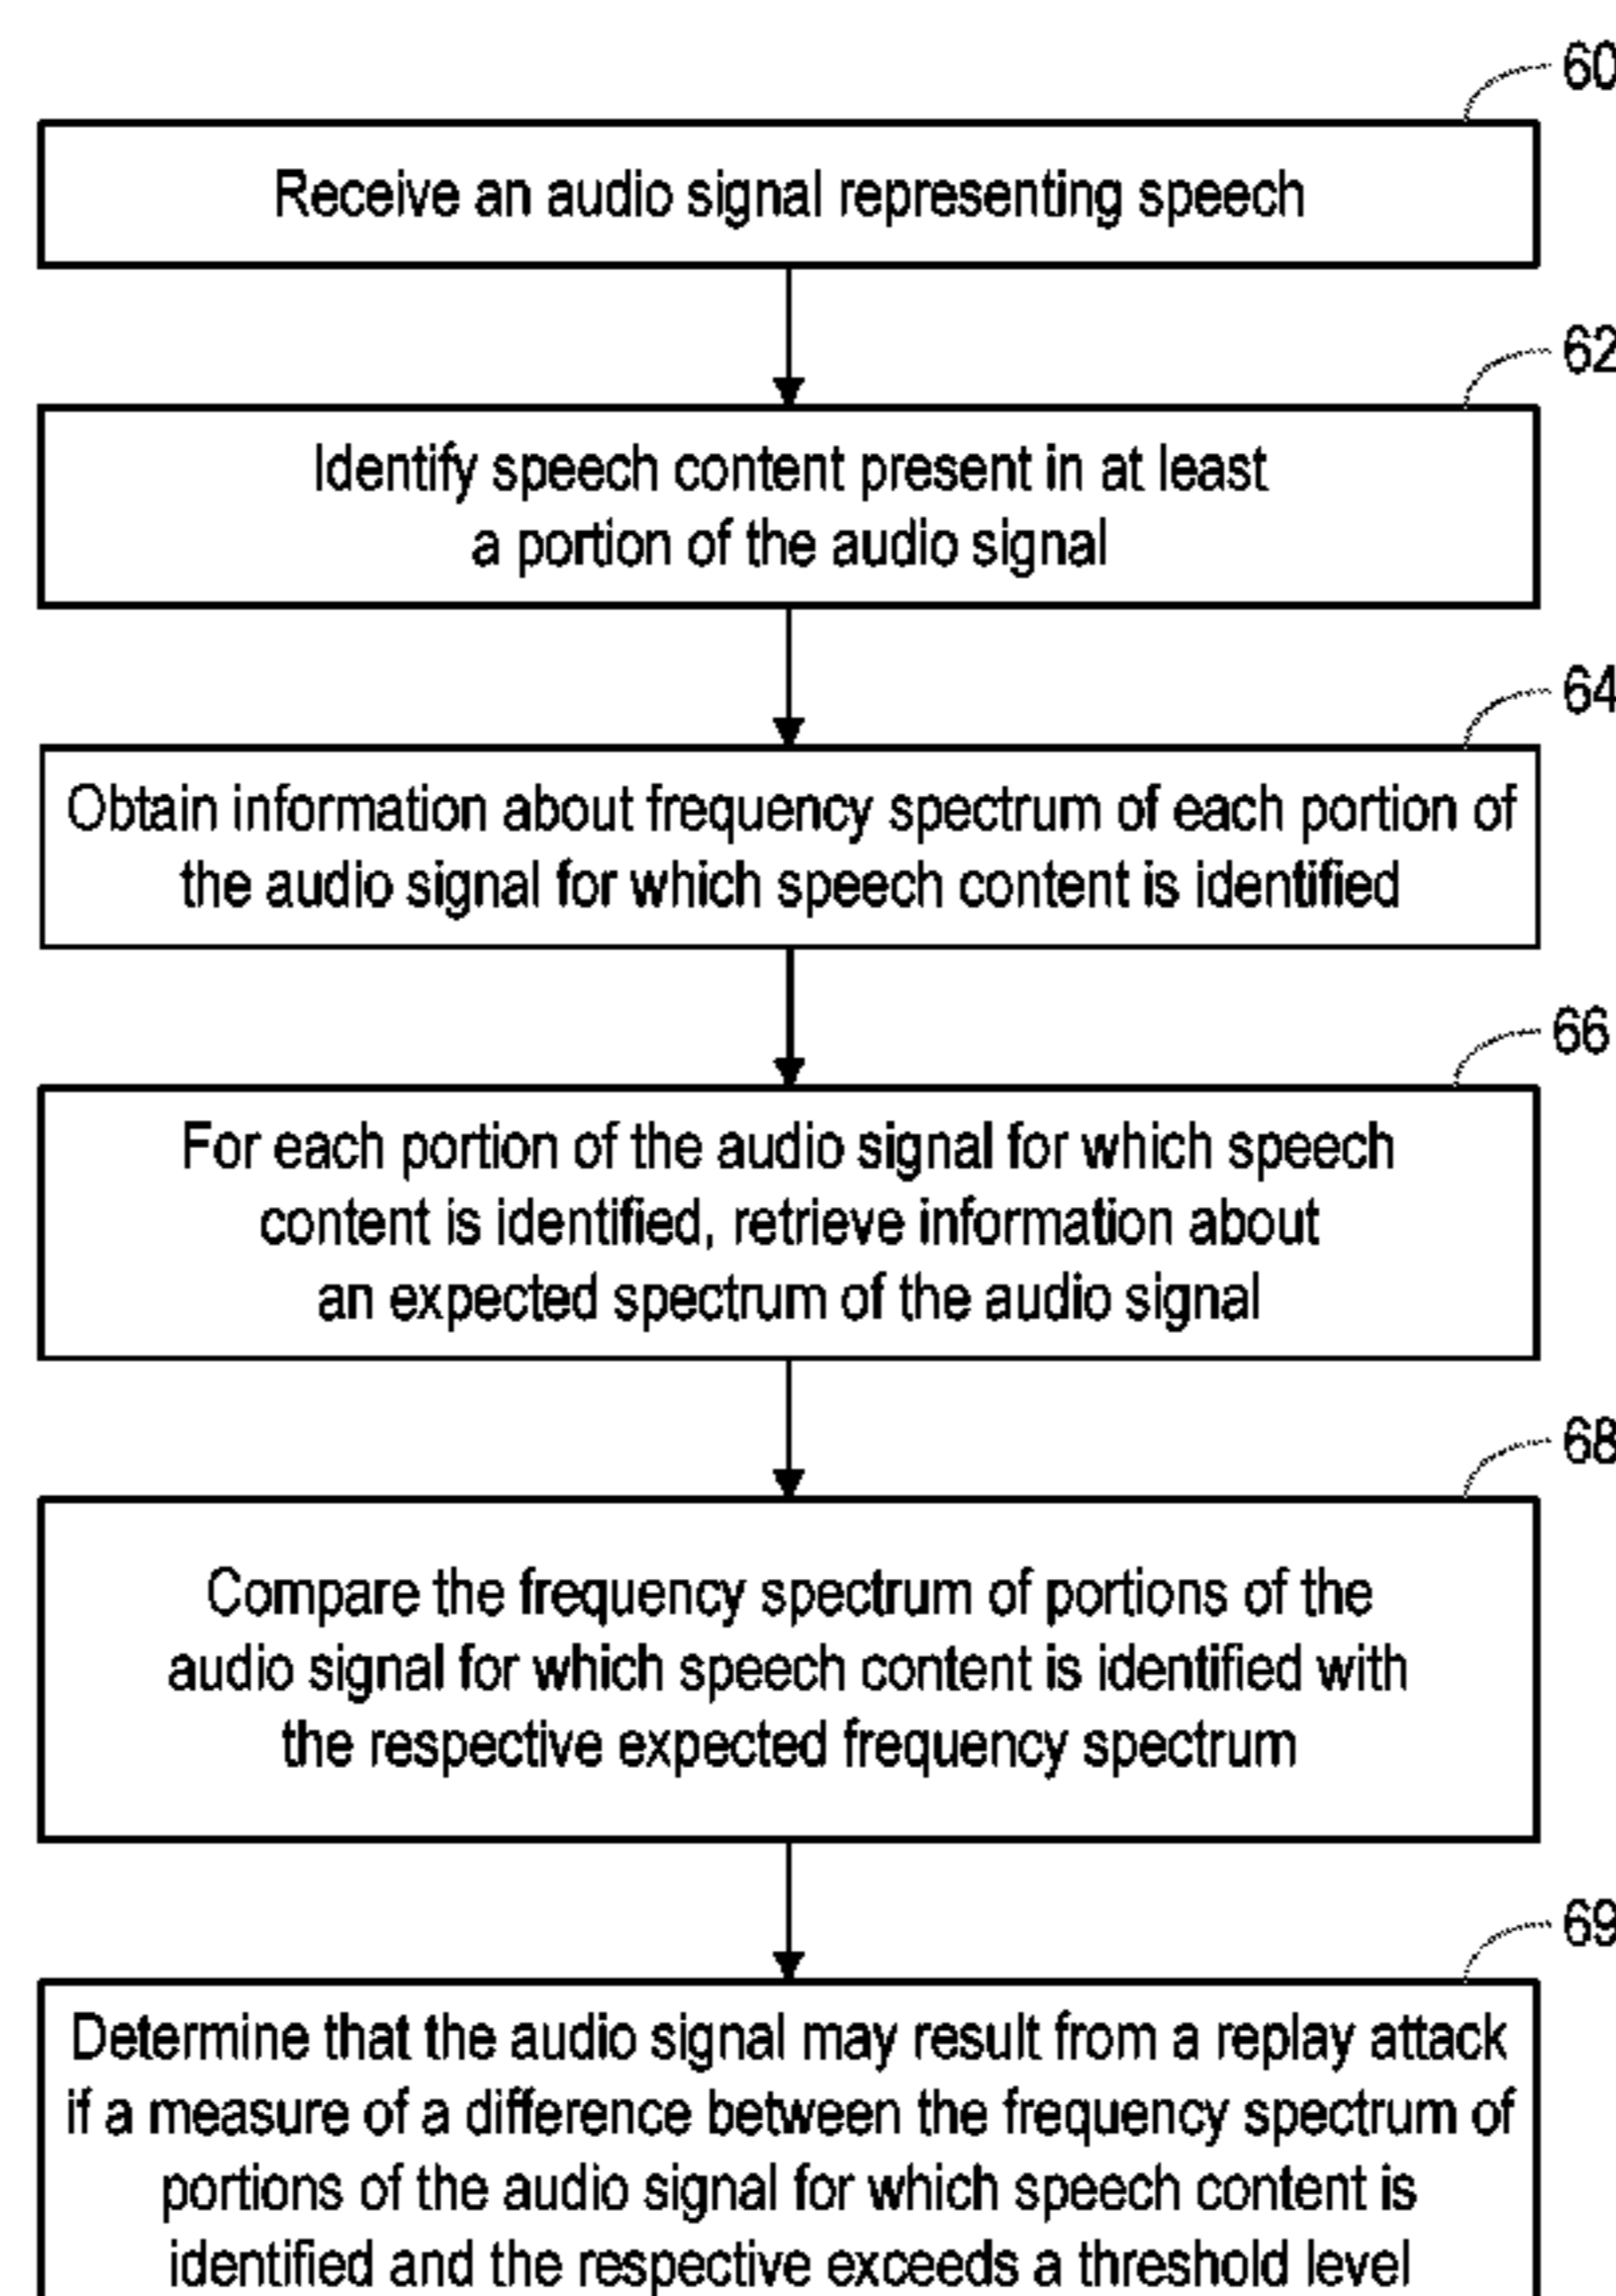 60
Receive an audio signal representing speech
62
Identify speech content present in at least
a portion of the audio signal
64
Obtain information about frequency spectrum of each portion of
the audio signal for which speech content is identified
66
For each portion of the audio signal for which speech
content is identified, retrieve information about
an expected spectrum of the audio signal
68
Compare the frequency spectrum of portions of the
audio signal for which speech content is identified with
the respective expected frequency spectrum
69
Determine that the audio signal may result from a replay attack
if a measure of a difference between the frequency spectrum of
portions of the audio signal for which speech content is
identified and the respective exceeds a threshold level